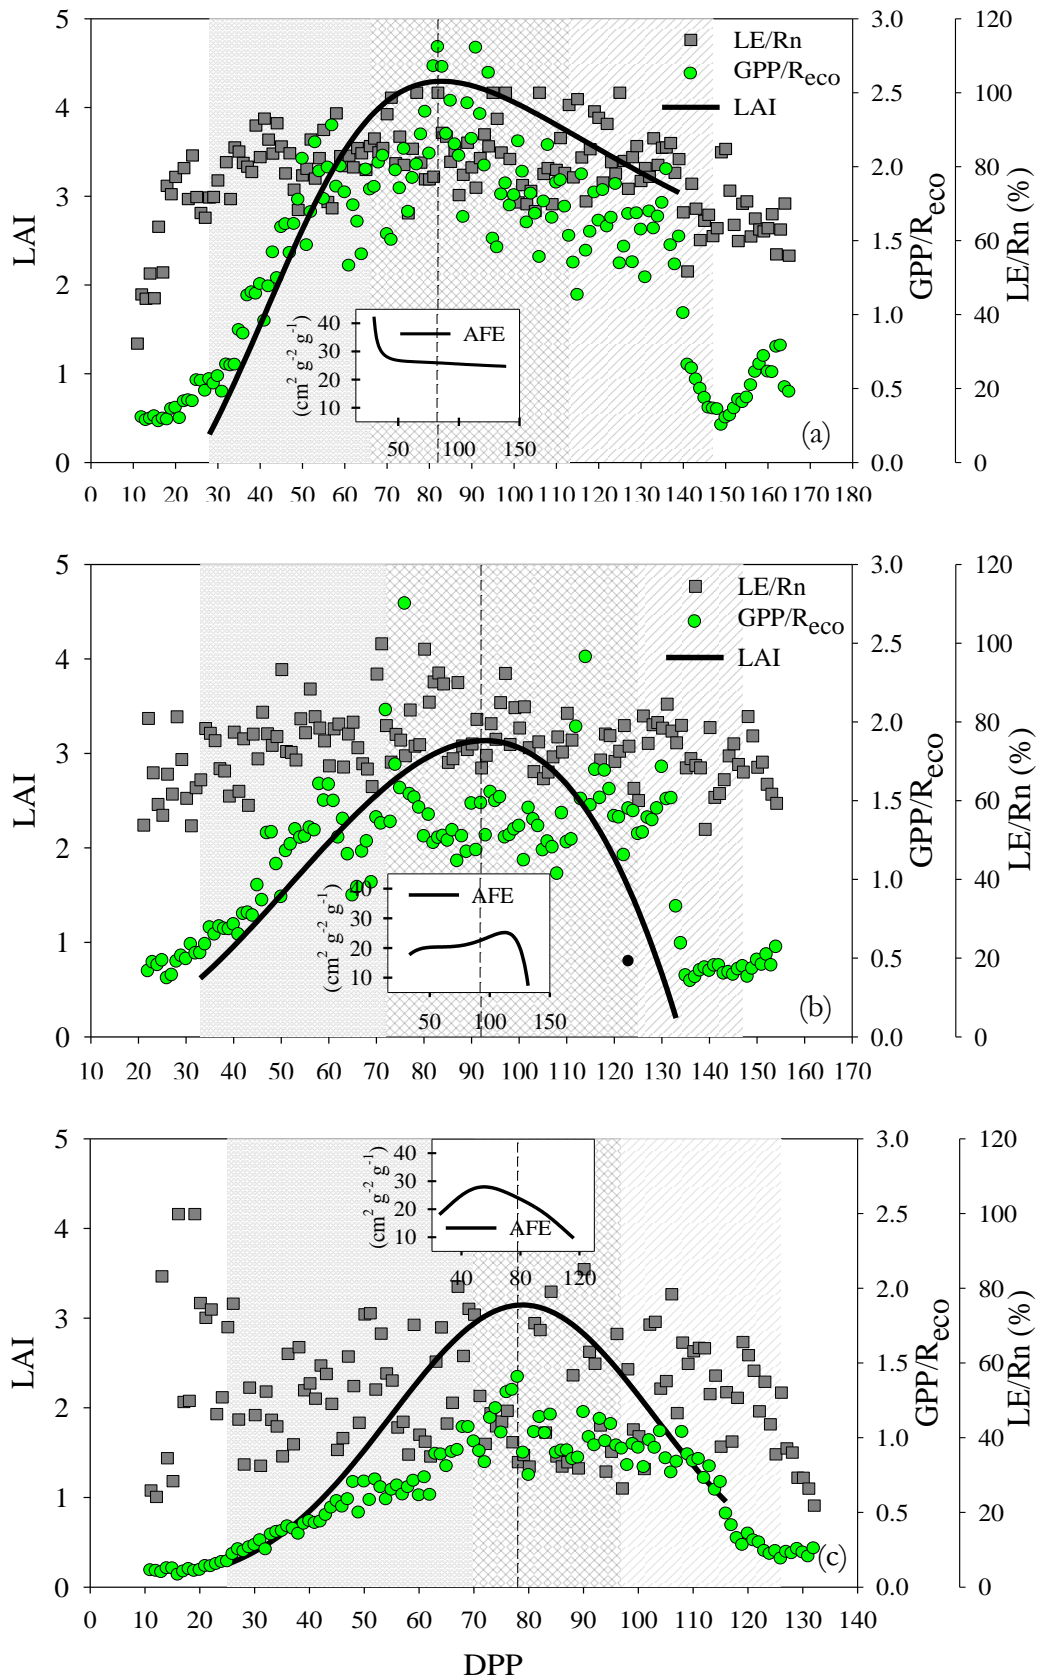 5
4
3
2
1
0
LAI
3.0
2.5
2.0
1.5
1.0
0.5
0.0
GPP/Reco
120
100
80
60
40
20
0
LE/Rn (%)
LE/Rn
GPP/Reco
LAI
40
30
20
10
(cm² g⁻² g⁻¹)
AFE
50 100 150
(a)
0 10 20 30 40 50 60 70 80 90 100 110 120 130 140 150 160 170 180
5
4
3
2
1
0
LAI
3.0
2.5
2.0
1.5
1.0
0.5
0.0
GPP/Reco
120
100
80
60
40
20
0
LE/Rn (%)
LE/Rn
GPP/Reco
LAI
40
30
20
10
(cm² g⁻² g⁻¹)
AFE
50 100 150
(b)
10 20 30 40 50 60 70 80 90 100 110 120 130 140 150 160 170
5
4
3
2
1
0
LAI
3.0
2.5
2.0
1.5
1.0
0.5
0.0
GPP/Reco
120
100
80
60
40
20
0
LE/Rn (%)
40
30
20
10
(cm² g⁻² g⁻¹)
AFE
40 80 120
(c)
0 10 20 30 40 50 60 70 80 90 100 110 120 130 140
DPP